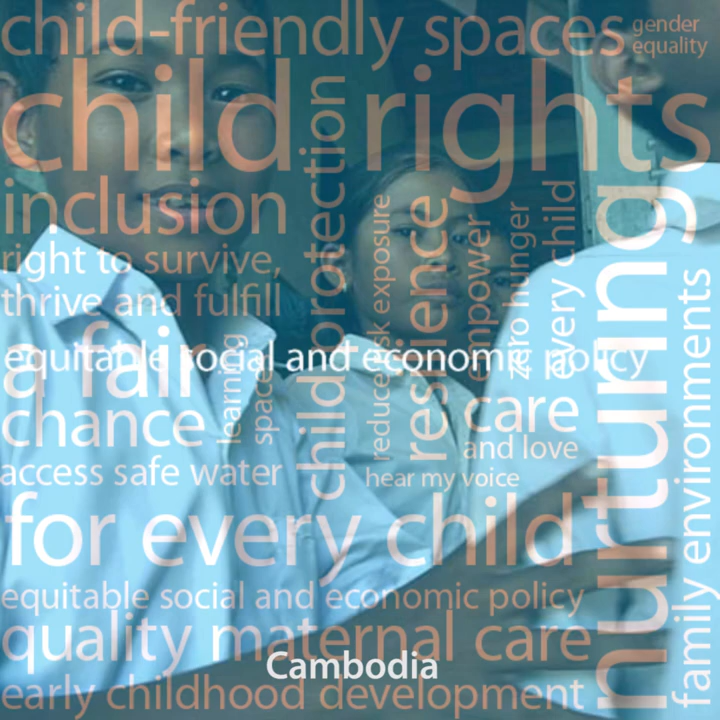 child-friendly spaces
gender
equality
child rights
inclusion
child protection
reduce risk exposure
resilience
empower
zero hunger
every child
nurturing
family environments
right to survive,
thrive and fulfill
equitable social and economic policy
a fair
chance
learning
spaces
care
and love
access safe water
hear my voice
for every child
equitable social and economic policy
quality maternal care
Cambodia
early childhood development